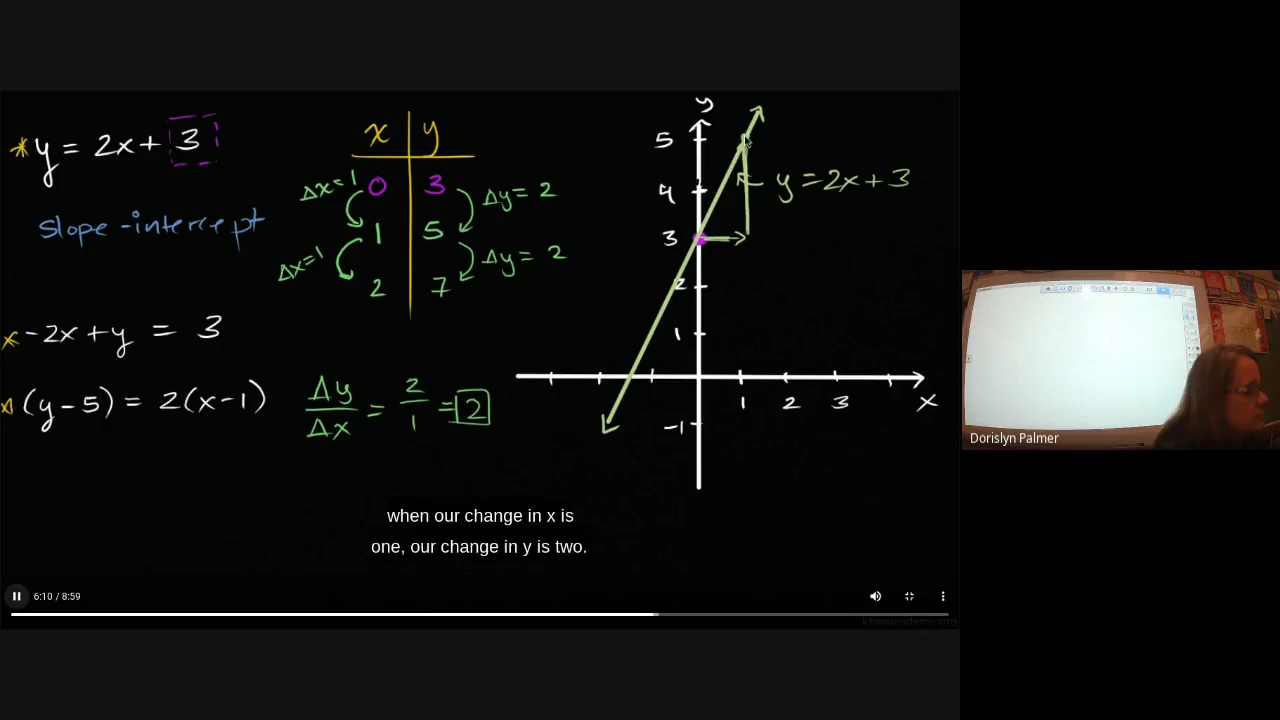 * y = 2x + 3
slope-intercept
x y
Δx=1 0 3 Δy = 2
1 5
Δx=1 2 7 Δy = 2
x -2x + y = 3
(y - 5) = 2(x - 1)
Δy/Δx = 2/1 = 2
y
5
4
3
2
1
-1
1 2 3 x
y = 2x + 3
when our change in x is
one, our change in y is two.
6:10 / 8:59
Dorislyn Palmer